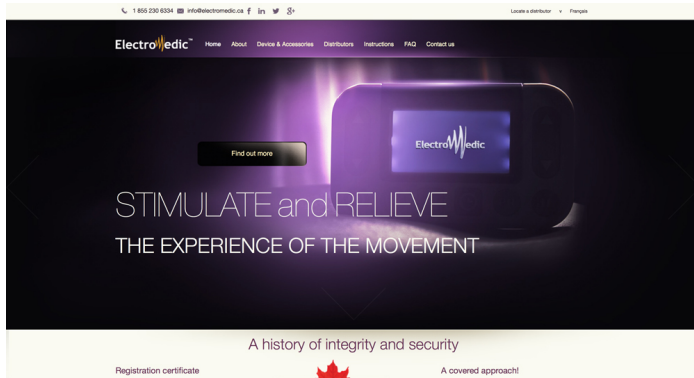 1 855 230 6334 info@electromedic.ca
Locate a distributor v Français
ElectroMedic™ Home About Device & Accessories Distributors Instructions FAQ Contact us
ElectroMedic
Find out more
STIMULATE and RELIEVE
THE EXPERIENCE OF THE MOVEMENT
A history of integrity and security
Registration certificate
A covered approach!